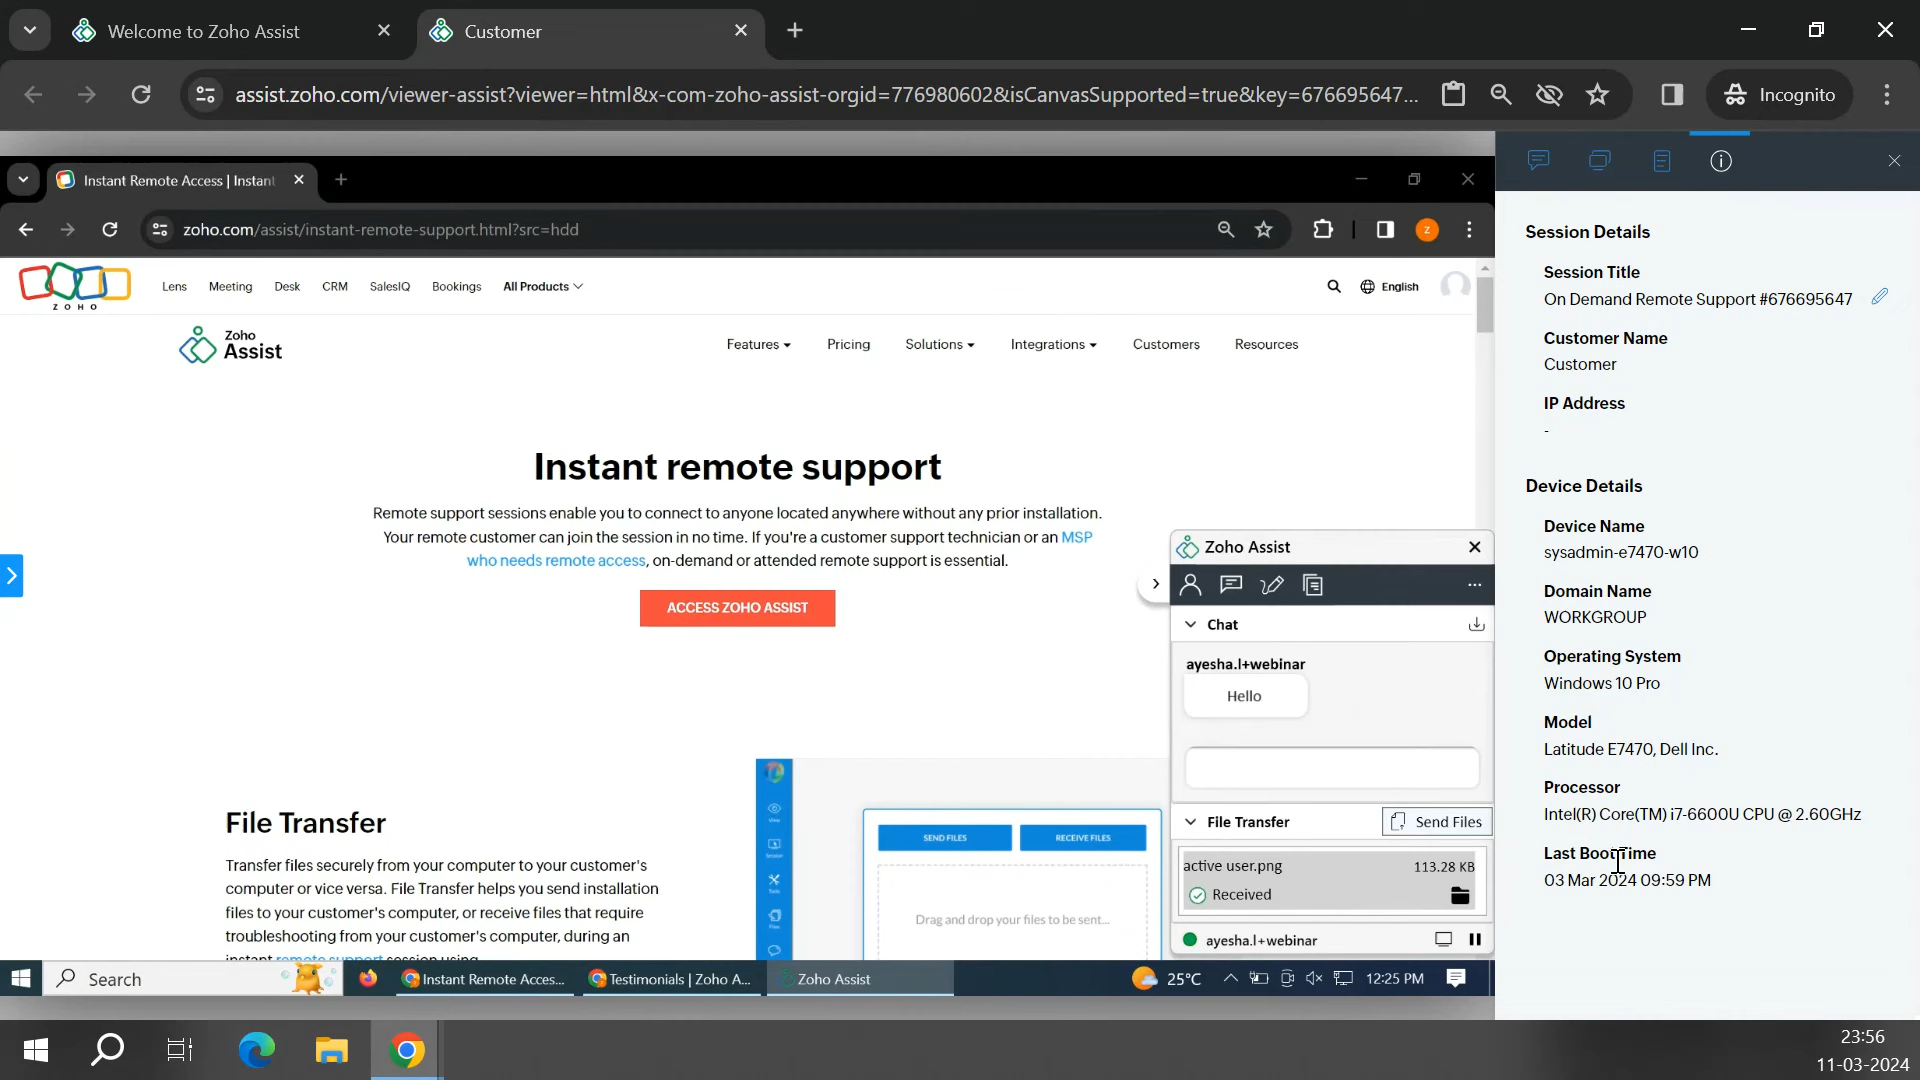 Welcome to Zoho Assist
Customer
assist.zoho.com/viewer-assist?viewer=html&x-com-zoho-assist-orgid=776980602&isCanvasSupported=true&key=676695647...
Incognito
Instant Remote Access | Instant
zoho.com/assist/instant-remote-support.html?src=hdd
z
ZOHO
Lens Meeting Desk CRM SalesIQ Bookings All Products
English
Zoho
Assist
Features Pricing Solutions Integrations Customers Resources
Instant remote support
Remote support sessions enable you to connect to anyone located anywhere without any prior installation.
Your remote customer can join the session in no time. If you're a customer support technician or an MSP
who needs remote access, on-demand or attended remote support is essential.
ACCESS ZOHO ASSIST
File Transfer
Transfer files securely from your computer to your customer's
computer or vice versa. File Transfer helps you send installation
files to your customer's computer, or receive files that require
troubleshooting from your customer's computer, during an
instant remote support session using
View
Session
Tools
Files
SEND FILES
RECEIVE FILES
Drag and drop your files to be sent...
Zoho Assist
Chat
ayesha.l+webinar
Hello
File Transfer
Send Files
active user.png 113.28 KB
Received
ayesha.l+webinar
Search
Instant Remote Acces...
Testimonials | Zoho A...
Zoho Assist
25°C
12:25 PM
Session Details
Session Title
On Demand Remote Support #676695647
Customer Name
Customer
IP Address
-
Device Details
Device Name
sysadmin-e7470-w10
Domain Name
WORKGROUP
Operating System
Windows 10 Pro
Model
Latitude E7470, Dell Inc.
Processor
Intel(R) Core(TM) i7-6600U CPU @ 2.60GHz
Last Boot Time
03 Mar 2024 09:59 PM
23:56
11-03-2024